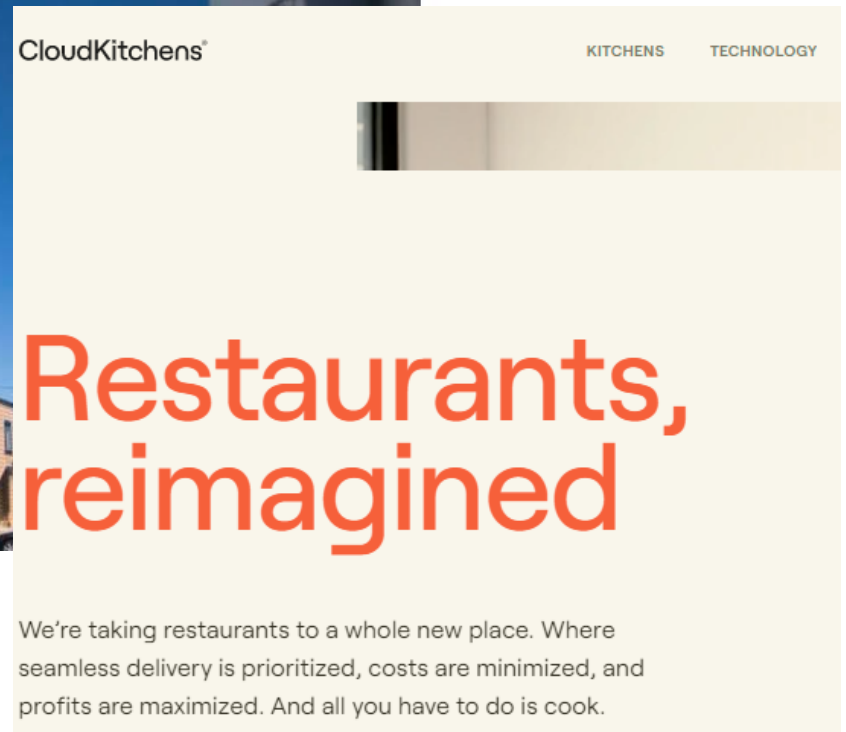 CloudKitchens®
KITCHENS TECHNOLOGY
Restaurants,
reimagined
We’re taking restaurants to a whole new place. Where
seamless delivery is prioritized, costs are minimized, and
profits are maximized. And all you have to do is cook.